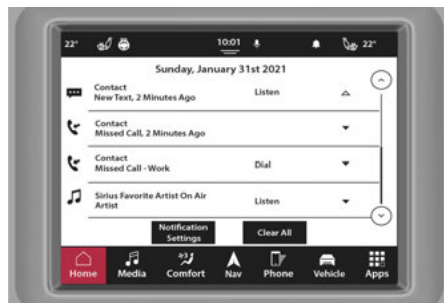 22° 10:01 22°
Sunday, January 31st 2021
Contact
New Text, 2 Minutes Ago Listen
Contact
Missed Call, 2 Minutes Ago
Contact
Missed Call - Work Dial
Sirius Favorite Artist On Air
Artist Listen
Notification
Settings Clear All
Home Media Comfort Nav Phone Vehicle Apps